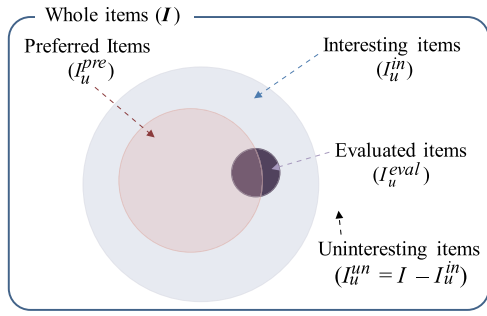 Whole items (I)
Preferred Items
(I_u^{pre})
Interesting items
(I_u^{in})
Evaluated items
(I_u^{eval})
Uninteresting items
(I_u^{un} = I – I_u^{in})